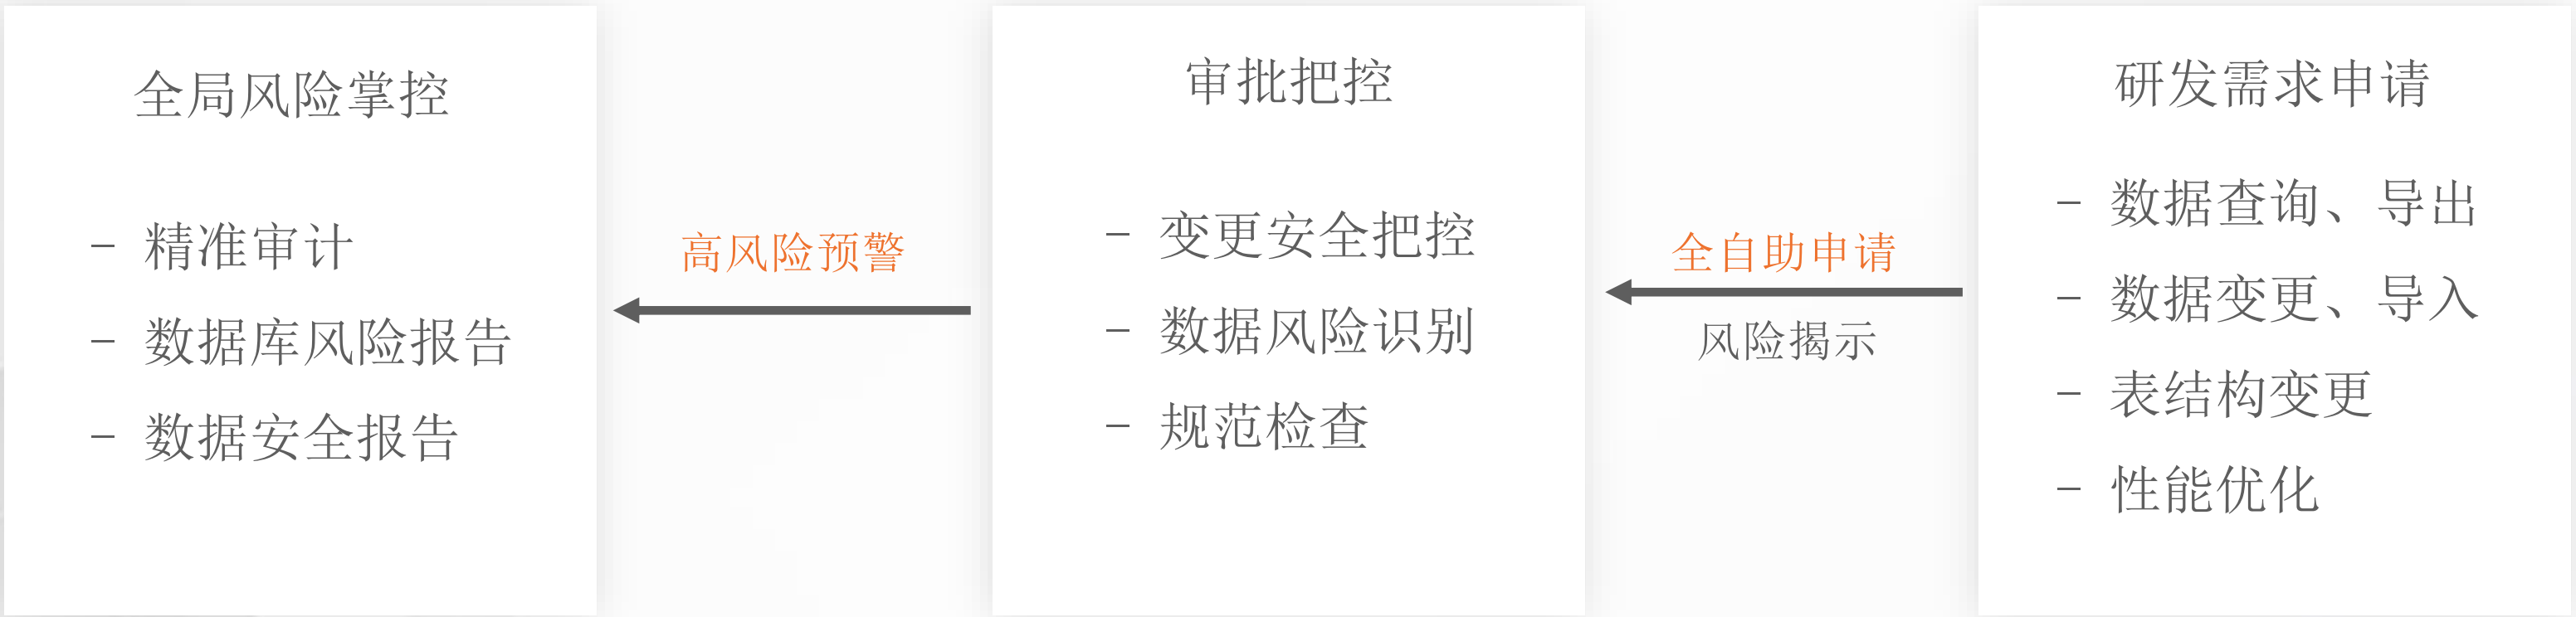 全局风险掌控
- 精准审计
- 数据库风险报告
- 数据安全报告
高风险预警
审批把控
- 变更安全把控
- 数据风险识别
- 规范检查
全自助申请
风险揭示
研发需求申请
- 数据查询、导出
- 数据变更、导入
- 表结构变更
- 性能优化